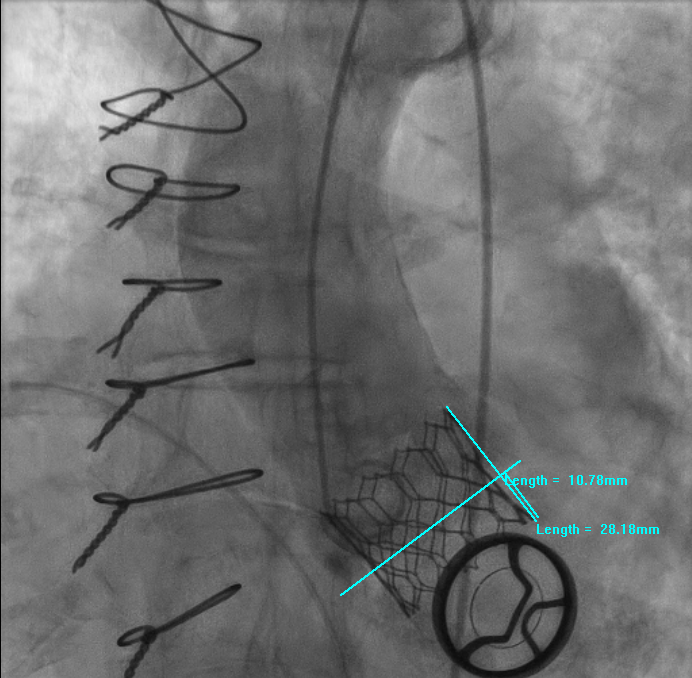 Length = 10.78mm
Length = 28.18mm